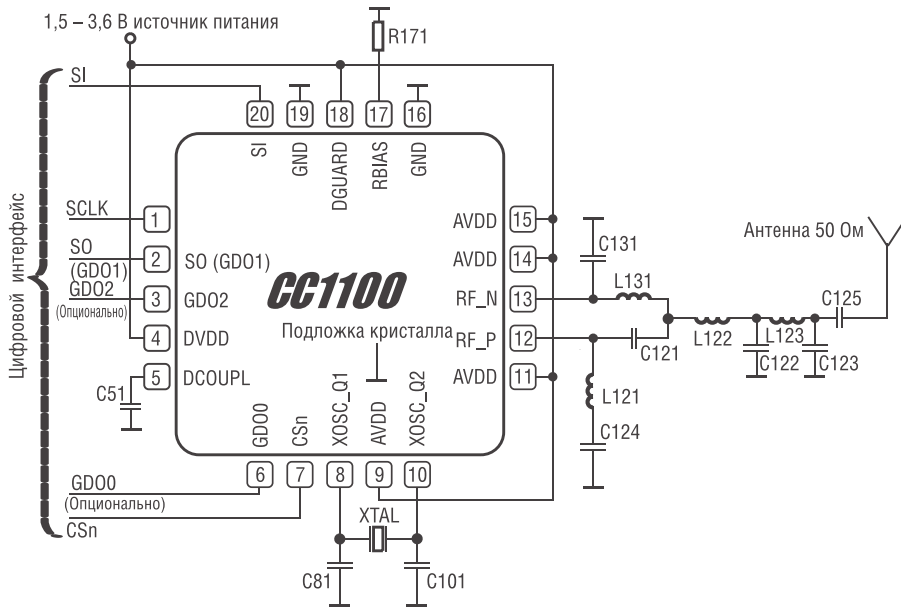 1,5 – 3,6 В источник питания
R171
SI
20
19
18
17
16
SI
GND
DGUARD
RBIAS
GND
Цифровой интерфейс
SCLK
1
SO
(GDO1)
2
SO (GDO1)
GDO2
(Опционально)
3
GDO2
4
DVDD
5
DCOUPL
C51
CC1100
Подложка кристалла
AVDD
15
AVDD
14
RF_N
13
RF_P
12
AVDD
11
C131
L131
Антенна 50 Ом
C125
C121
L122
L123
C122
C123
L121
C124
GDO0
CSn
XOSC_Q1
AVDD
XOSC_Q2
6
7
8
9
10
GDO0
(Опционально)
CSn
XTAL
C81
C101